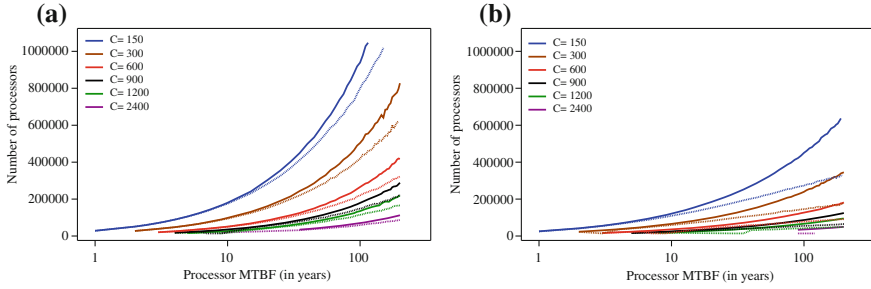 (a)
Number of processors
1000000
800000
600000
400000
200000
0
C= 150
C= 300
C= 600
C= 900
C= 1200
C= 2400
1
10
100
Processor MTBF (in years)
(b)
Number of processors
1000000
800000
600000
400000
200000
0
C= 150
C= 300
C= 600
C= 900
C= 1200
C= 2400
1
10
100
Processor MTBF (in years)